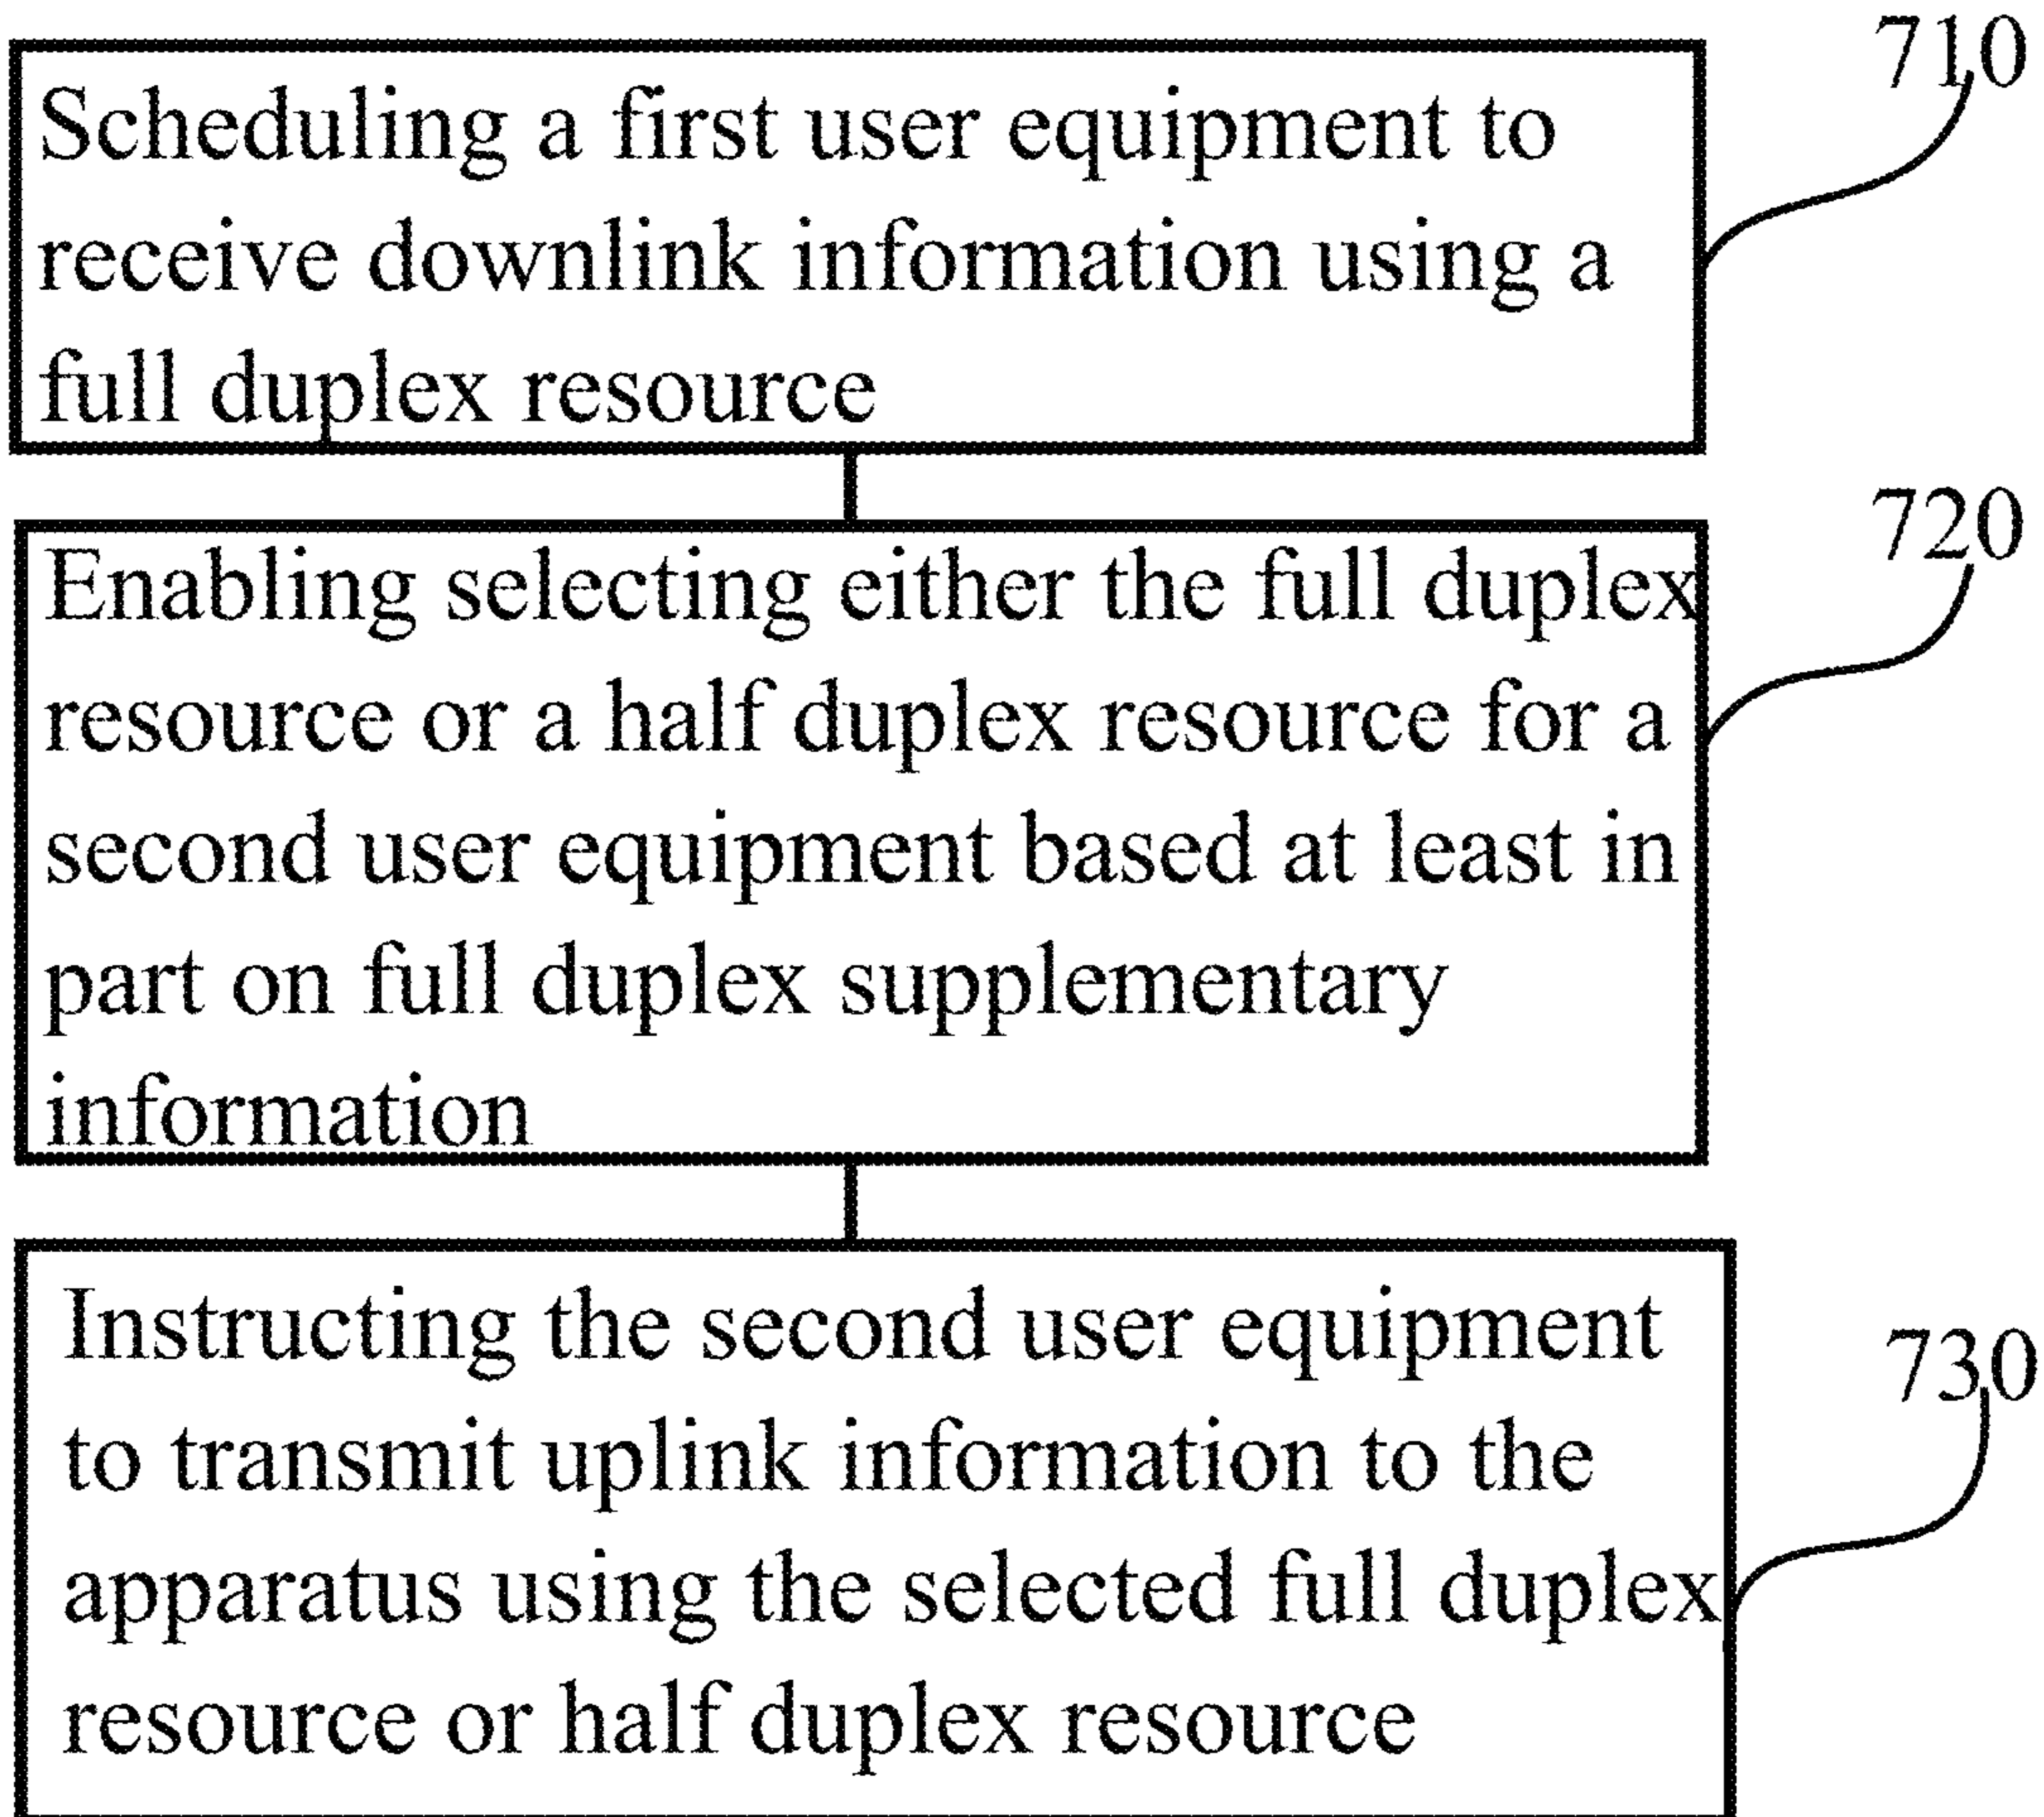 710
Scheduling a first user equipment to
receive downlink information using a
full duplex resource
720
Enabling selecting either the full duplex
resource or a half duplex resource for a
second user equipment based at least in
part on full duplex supplementary
information
730
Instructing the second user equipment
to transmit uplink information to the
apparatus using the selected full duplex
resource or half duplex resource